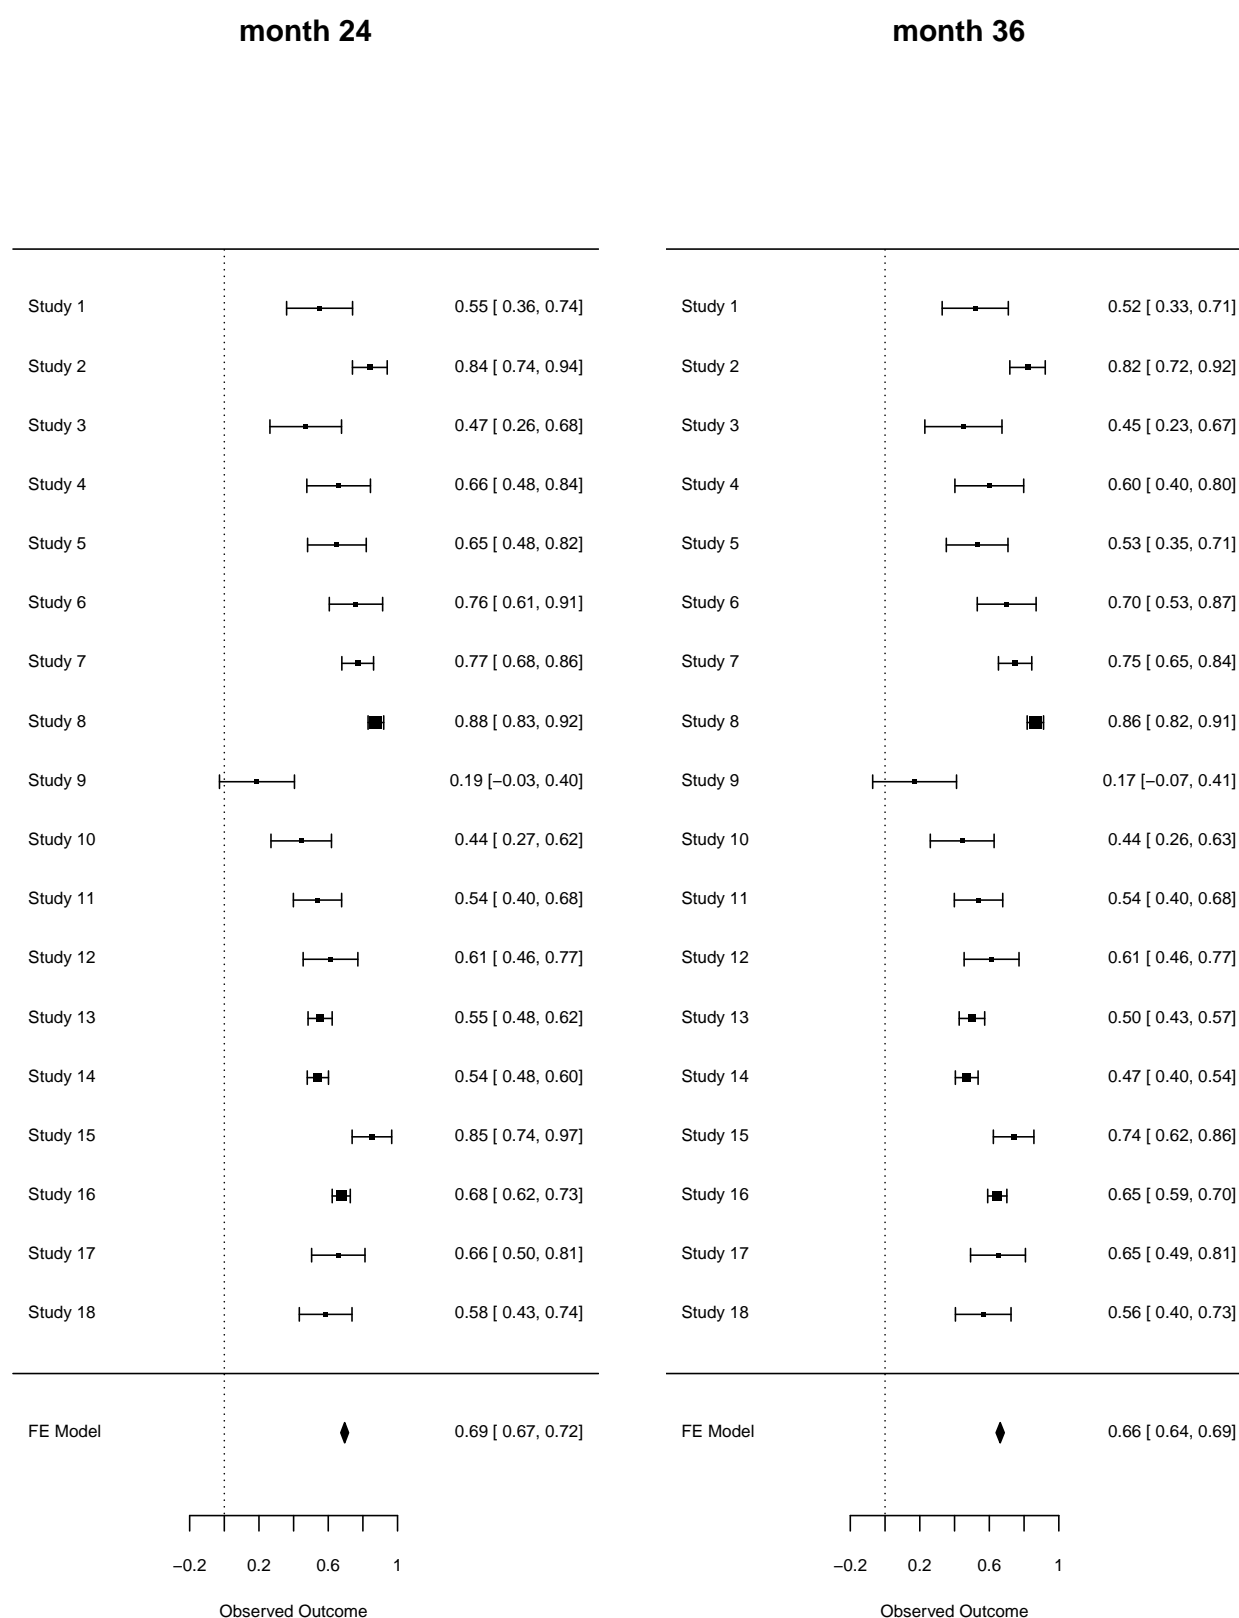 month 24
Study 1 0.55 [ 0.36, 0.74]
Study 2 0.84 [ 0.74, 0.94]
Study 3 0.47 [ 0.26, 0.68]
Study 4 0.66 [ 0.48, 0.84]
Study 5 0.65 [ 0.48, 0.82]
Study 6 0.76 [ 0.61, 0.91]
Study 7 0.77 [ 0.68, 0.86]
Study 8 0.88 [ 0.83, 0.92]
Study 9 0.19 [−0.03, 0.40]
Study 10 0.44 [ 0.27, 0.62]
Study 11 0.54 [ 0.40, 0.68]
Study 12 0.61 [ 0.46, 0.77]
Study 13 0.55 [ 0.48, 0.62]
Study 14 0.54 [ 0.48, 0.60]
Study 15 0.85 [ 0.74, 0.97]
Study 16 0.68 [ 0.62, 0.73]
Study 17 0.66 [ 0.50, 0.81]
Study 18 0.58 [ 0.43, 0.74]
FE Model 0.69 [ 0.67, 0.72]
−0.2 0.2 0.6 1
Observed Outcome
month 36
Study 1 0.52 [ 0.33, 0.71]
Study 2 0.82 [ 0.72, 0.92]
Study 3 0.45 [ 0.23, 0.67]
Study 4 0.60 [ 0.40, 0.80]
Study 5 0.53 [ 0.35, 0.71]
Study 6 0.70 [ 0.53, 0.87]
Study 7 0.75 [ 0.65, 0.84]
Study 8 0.86 [ 0.82, 0.91]
Study 9 0.17 [−0.07, 0.41]
Study 10 0.44 [ 0.26, 0.63]
Study 11 0.54 [ 0.40, 0.68]
Study 12 0.61 [ 0.46, 0.77]
Study 13 0.50 [ 0.43, 0.57]
Study 14 0.47 [ 0.40, 0.54]
Study 15 0.74 [ 0.62, 0.86]
Study 16 0.65 [ 0.59, 0.70]
Study 17 0.65 [ 0.49, 0.81]
Study 18 0.56 [ 0.40, 0.73]
FE Model 0.66 [ 0.64, 0.69]
−0.2 0.2 0.6 1
Observed Outcome